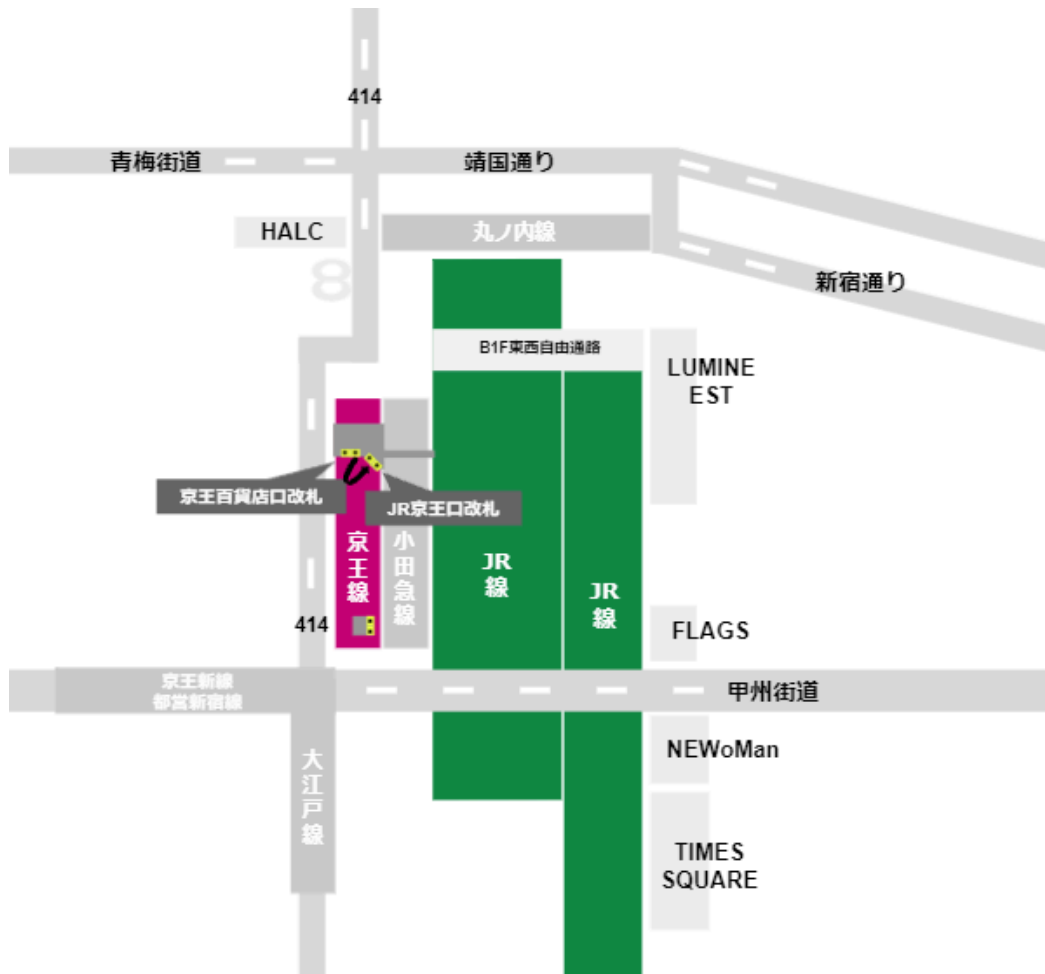 414
青梅街道
靖国通り
HALC
丸ノ内線
新宿通り
8
B1F東西自由通路
LUMINE
EST
京王百貨店口改札
JR京王口改札
京王線
小田急線
JR
線
JR
線
414
FLAGS
京王新線
都営新宿線
甲州街道
大江戸線
NEWoMan
TIMES
SQUARE